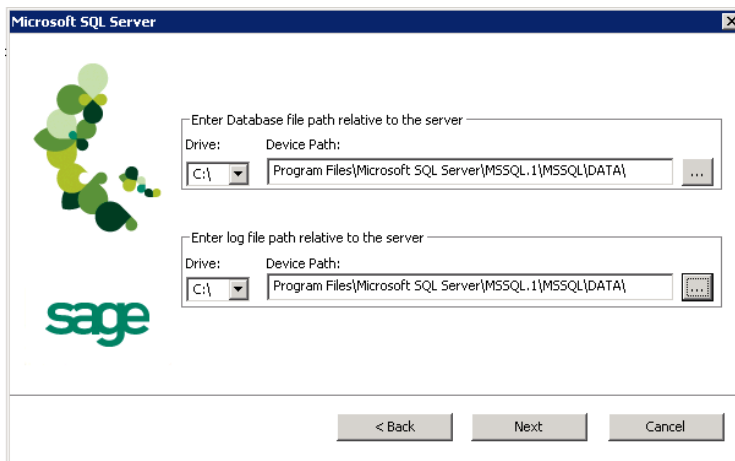 Microsoft SQL Server
Enter Database file path relative to the server
Drive: Device Path:
C:\ Program Files\Microsoft SQL Server\MSSQL.1\MSSQL\DATA\ ...
Enter log file path relative to the server
Drive: Device Path:
C:\ Program Files\Microsoft SQL Server\MSSQL.1\MSSQL\DATA\ ...
sage
< Back Next Cancel